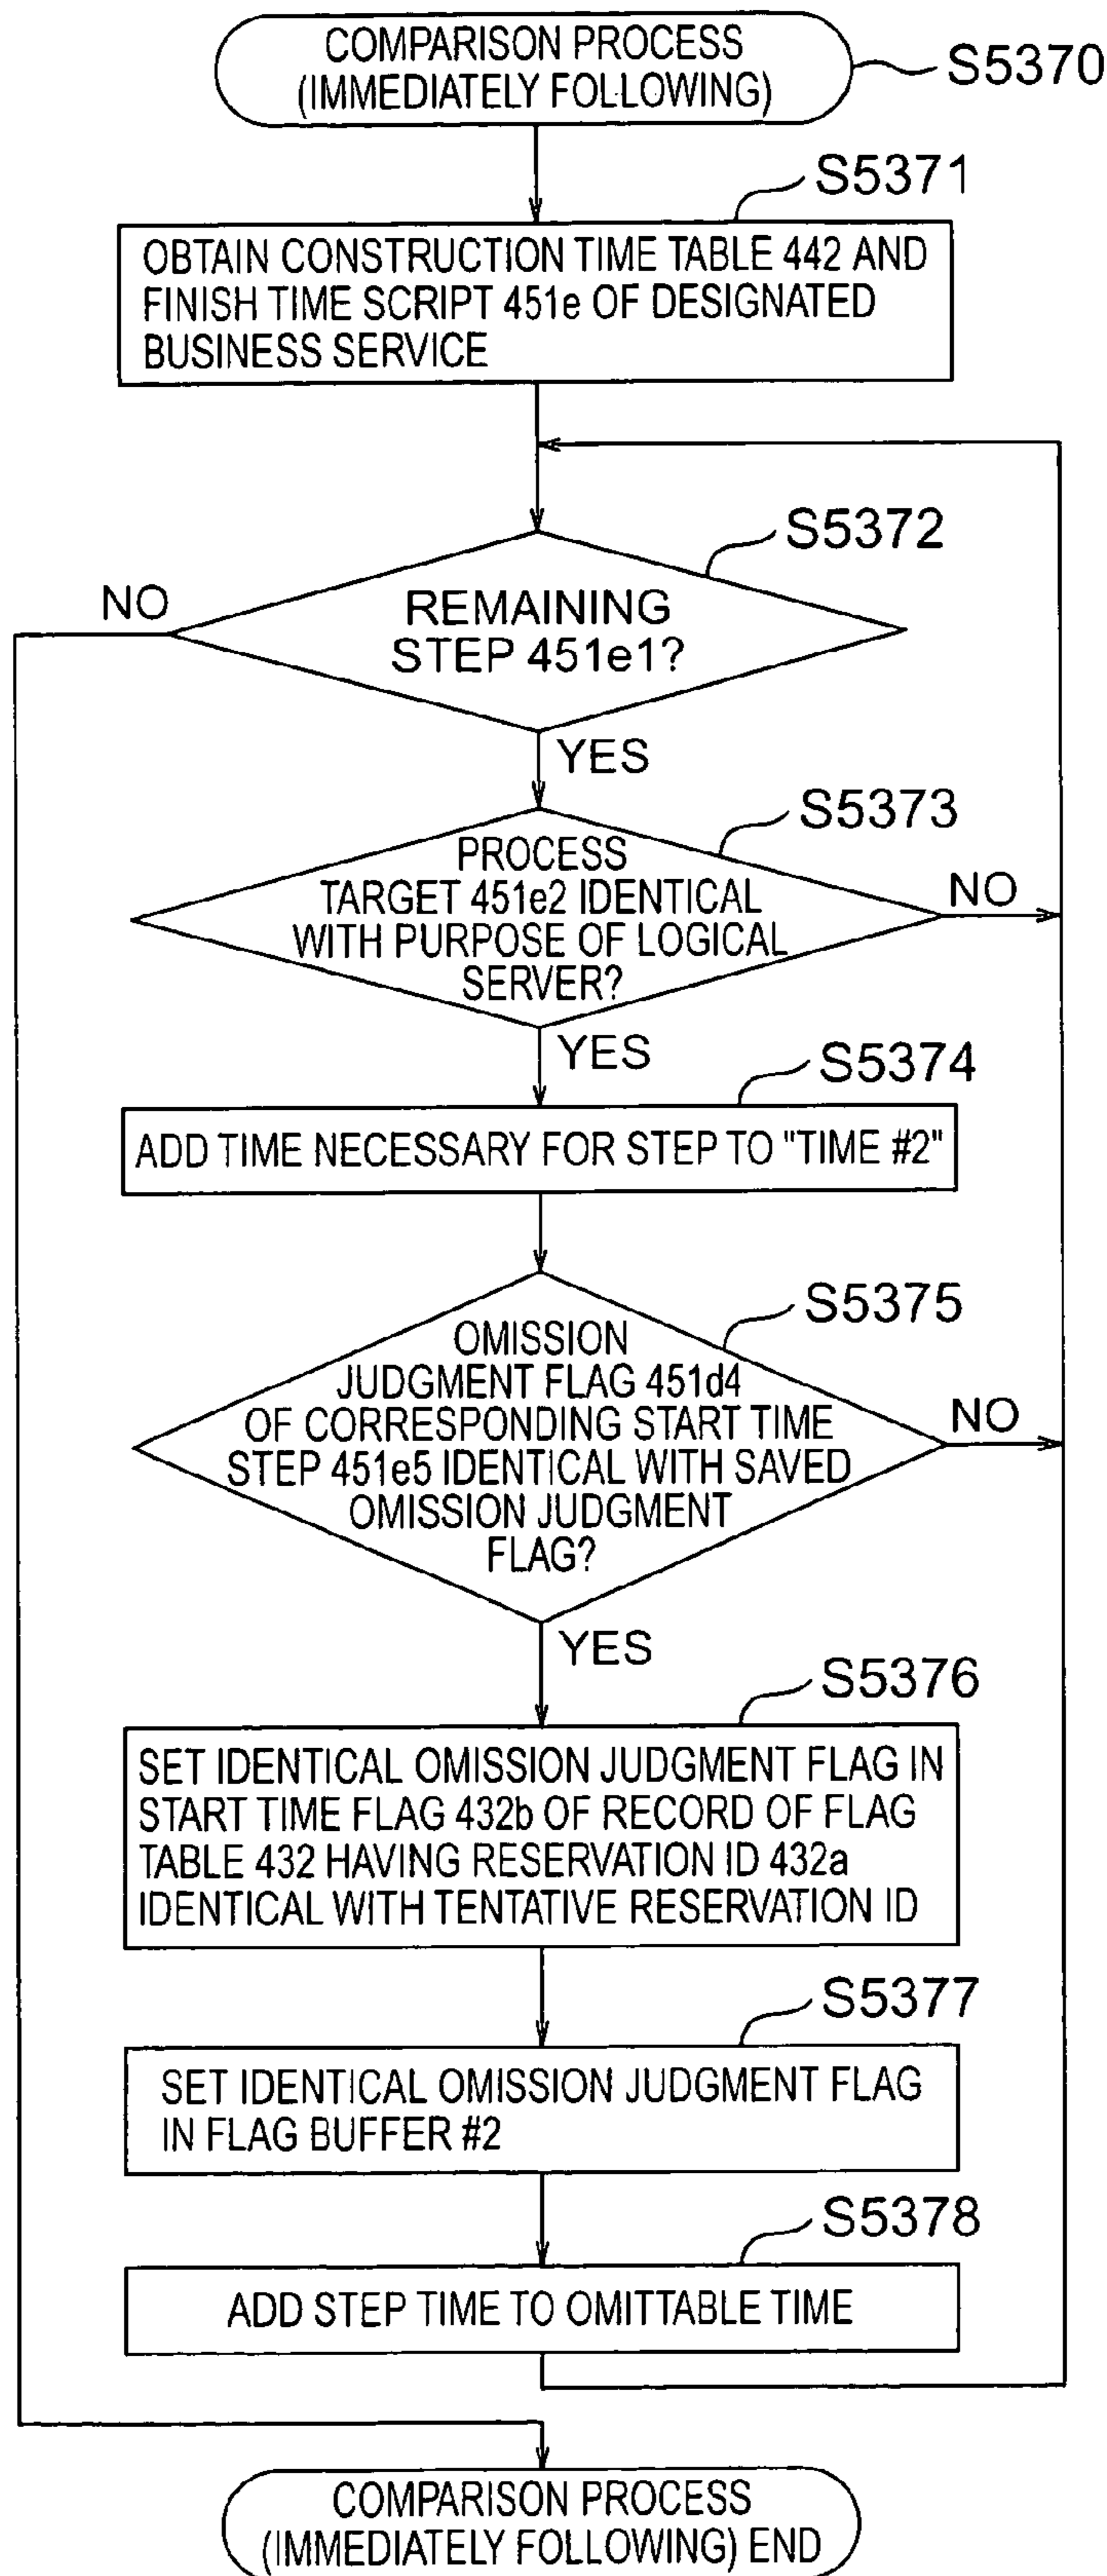 COMPARISON PROCESS
(IMMEDIATELY FOLLOWING)
S5370
S5371
OBTAIN CONSTRUCTION TIME TABLE 442 AND
FINISH TIME SCRIPT 451e OF DESIGNATED
BUSINESS SERVICE
S5372
NO
REMAINING
STEP 451e1?
YES
S5373
PROCESS
TARGET 451e2 IDENTICAL
WITH PURPOSE OF LOGICAL
SERVER?
NO
YES
S5374
ADD TIME NECESSARY FOR STEP TO "TIME #2"
S5375
OMISSION
JUDGMENT FLAG 451d4
OF CORRESPONDING START TIME
STEP 451e5 IDENTICAL WITH SAVED
OMISSION JUDGMENT
FLAG?
NO
YES
S5376
SET IDENTICAL OMISSION JUDGMENT FLAG IN
START TIME FLAG 432b OF RECORD OF FLAG
TABLE 432 HAVING RESERVATION ID 432a
IDENTICAL WITH TENTATIVE RESERVATION ID
S5377
SET IDENTICAL OMISSION JUDGMENT FLAG
IN FLAG BUFFER #2
S5378
ADD STEP TIME TO OMITTABLE TIME
COMPARISON PROCESS
(IMMEDIATELY FOLLOWING) END